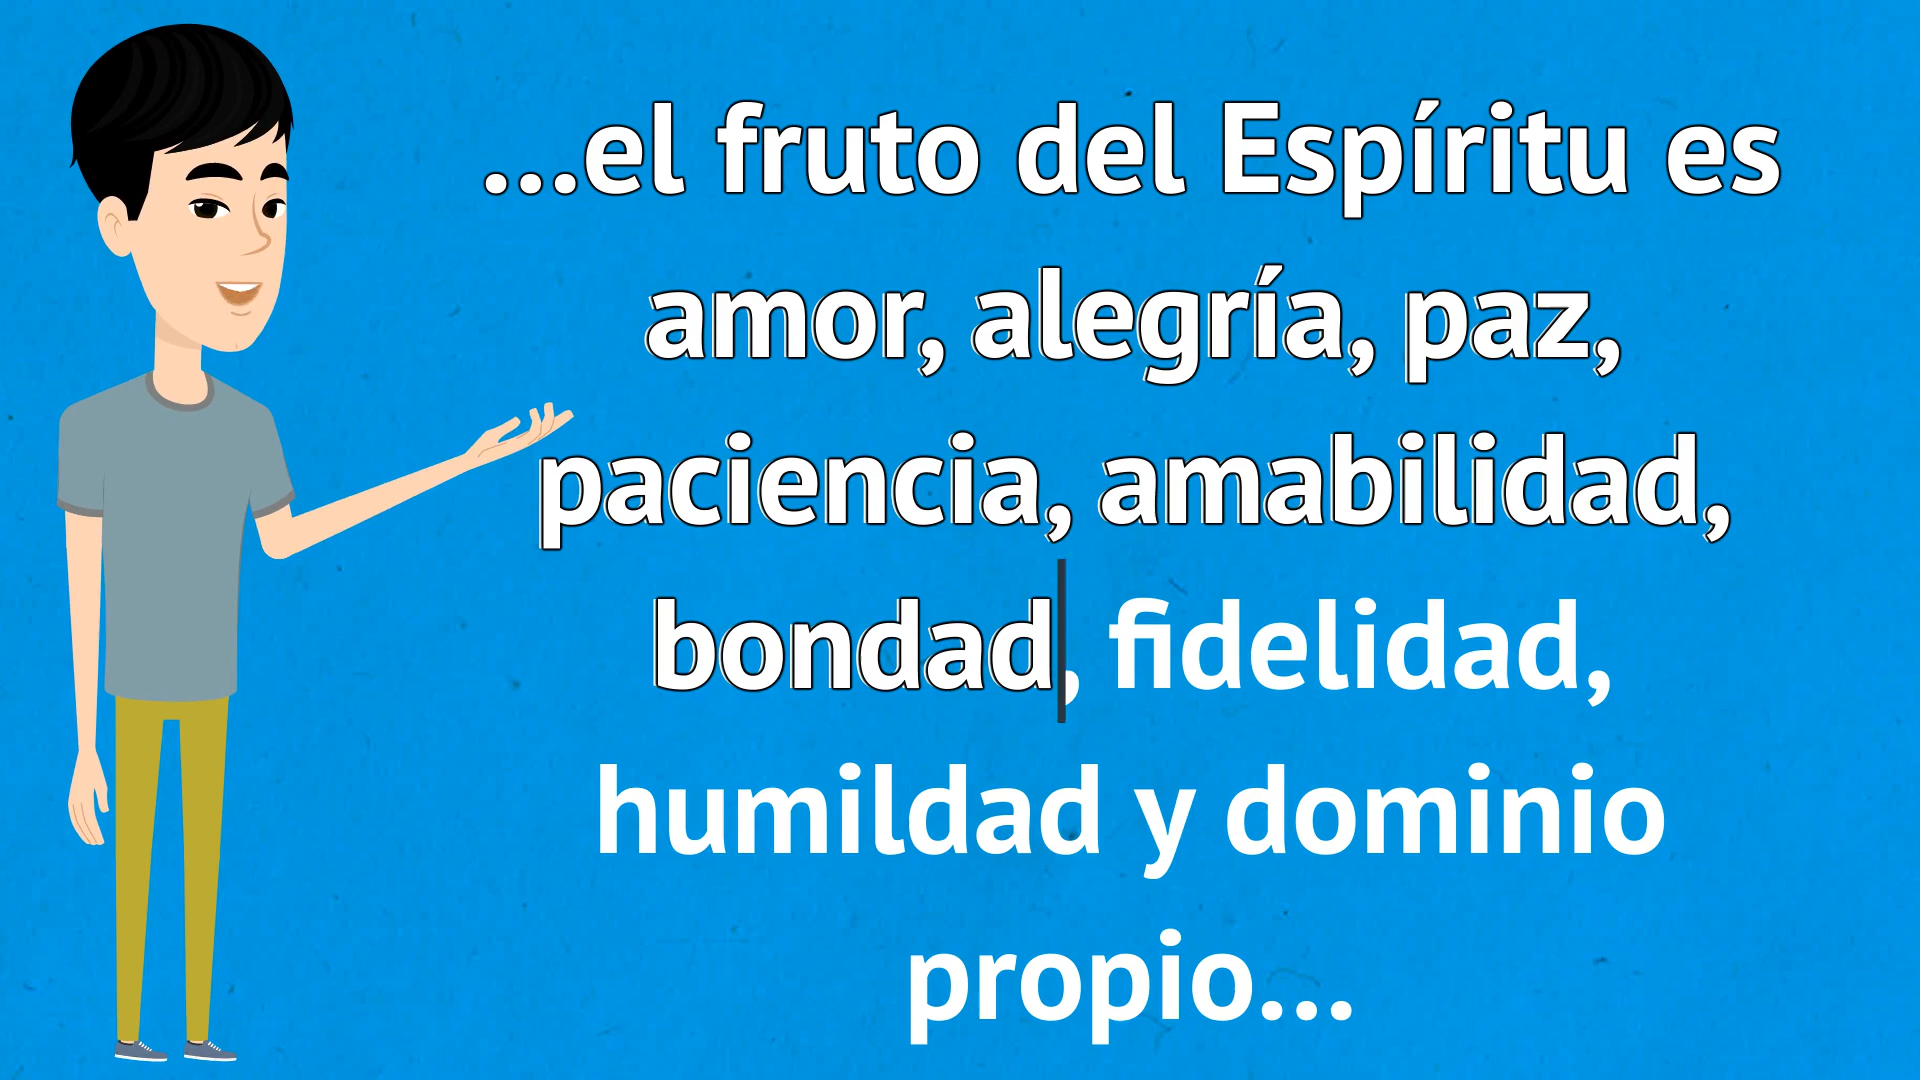 ...el fruto del Espíritu es
amor, alegría, paz,
paciencia, amabilidad,
bondad, fidelidad,
humildad y dominio
propio...